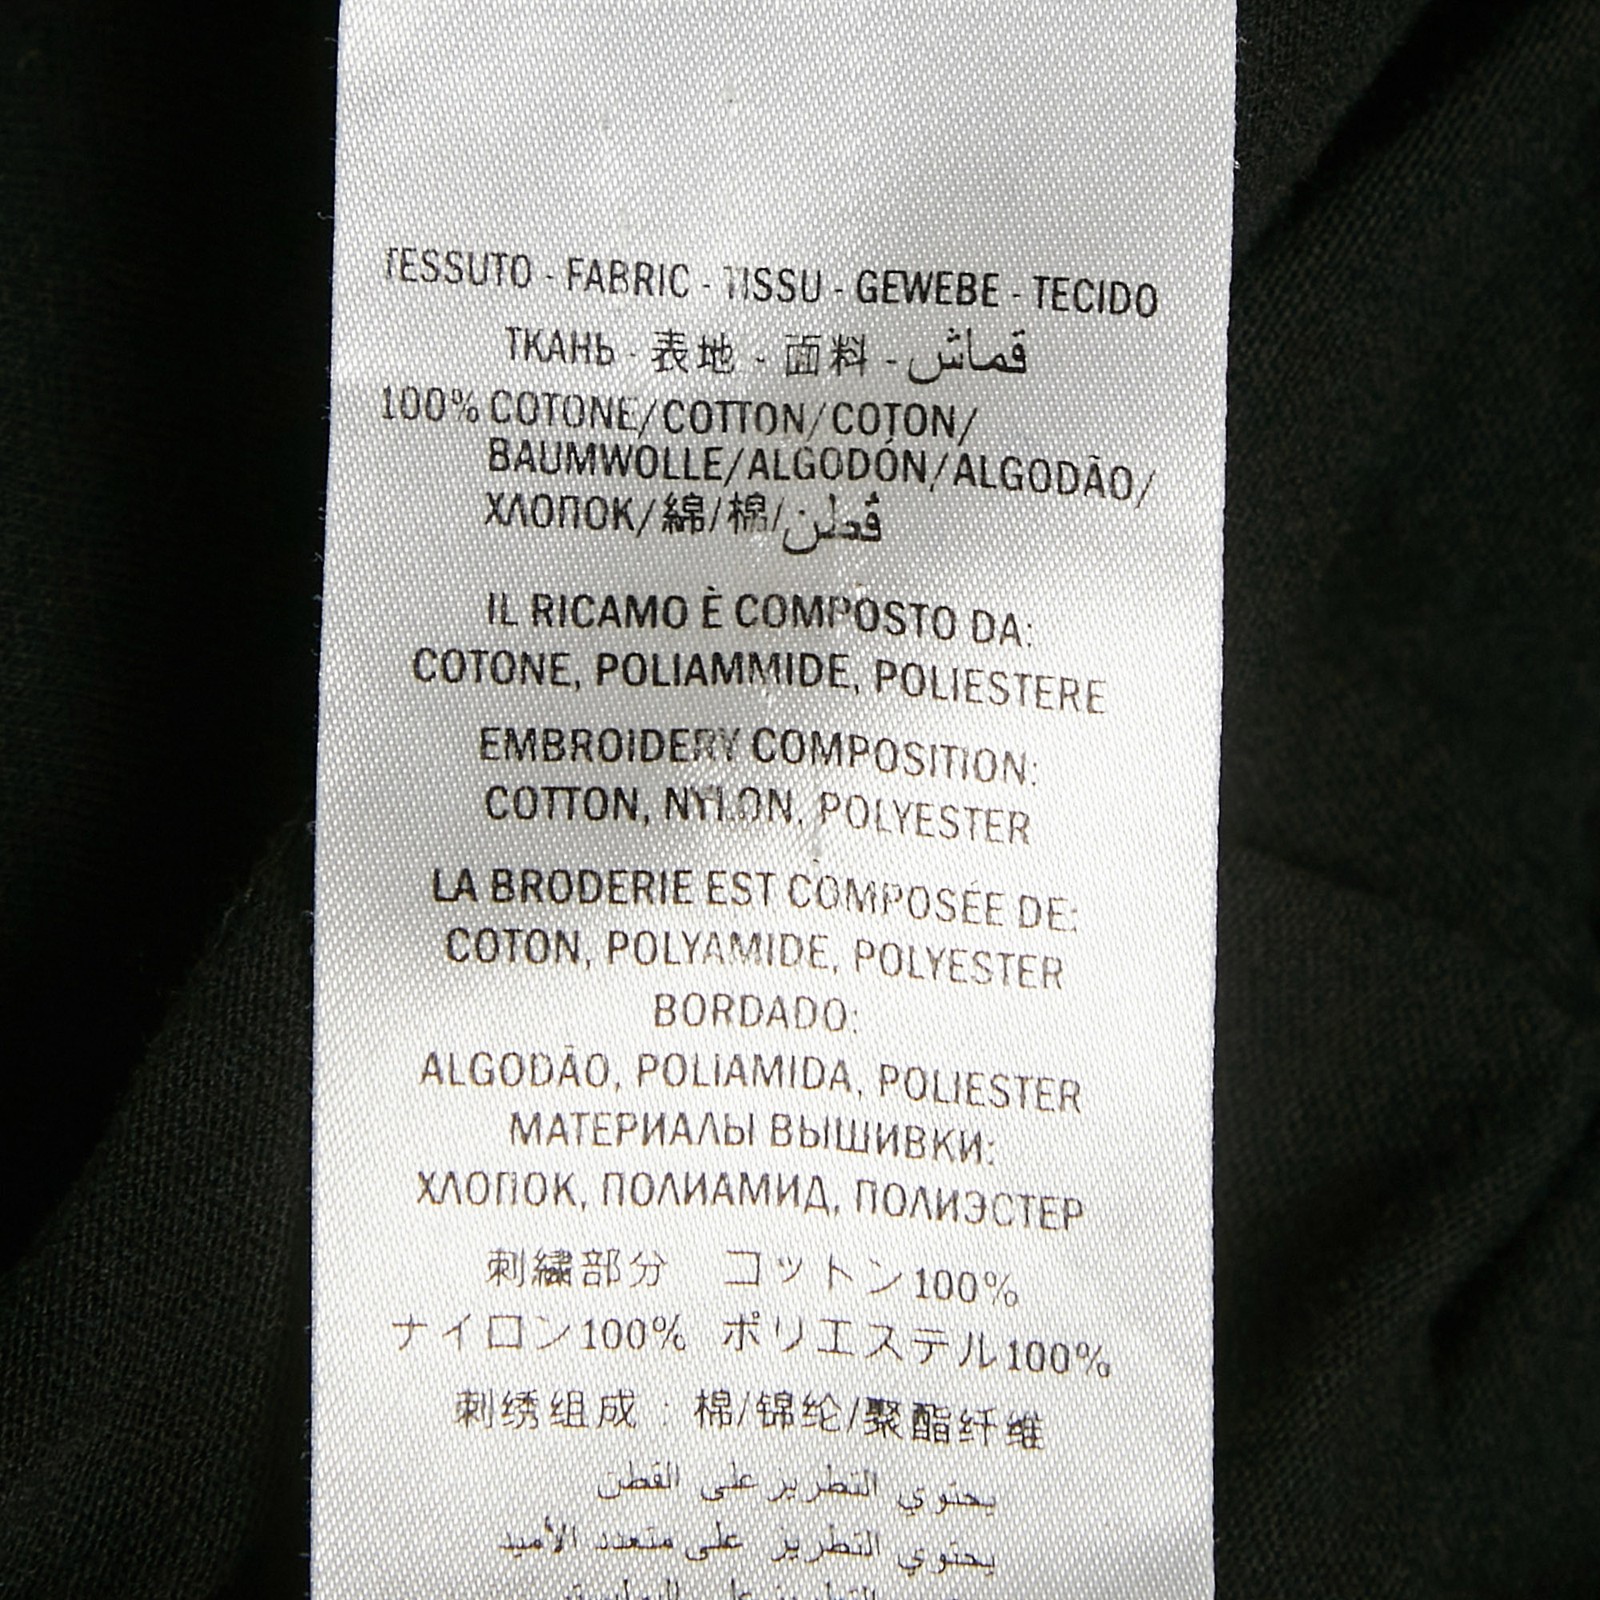 TESSUTO - FABRIC - TISSU - GEWEBE - TECIDO
ТКАНЬ - 表地 - 面料 - قماش
100% COTONE/COTTON/COTON/
BAUMWOLLE/ALGODÓN/ALGODÃO/
ХЛОПОК/綿/棉/قطن
IL RICAMO È COMPOSTO DA:
COTONE, POLIAMMIDE, POLIESTERE
EMBROIDERY COMPOSITION:
COTTON, NYLON, POLYESTER
LA BRODERIE EST COMPOSÉE DE:
COTON, POLYAMIDE, POLYESTER
BORDADO:
ALGODÃO, POLIAMIDA, POLIESTER
МАТЕРИАЛЫ ВЫШИВКИ:
ХЛОПОК, ПОЛИАМИД, ПОЛИЭСТЕР
刺繍部分 コットン100%
ナイロン100% ポリエステル100%
刺绣组成 : 棉/锦纶/聚酯纤维
يحتوي التطريز على القطن
يحتوي التطريز على متعدد الأميد